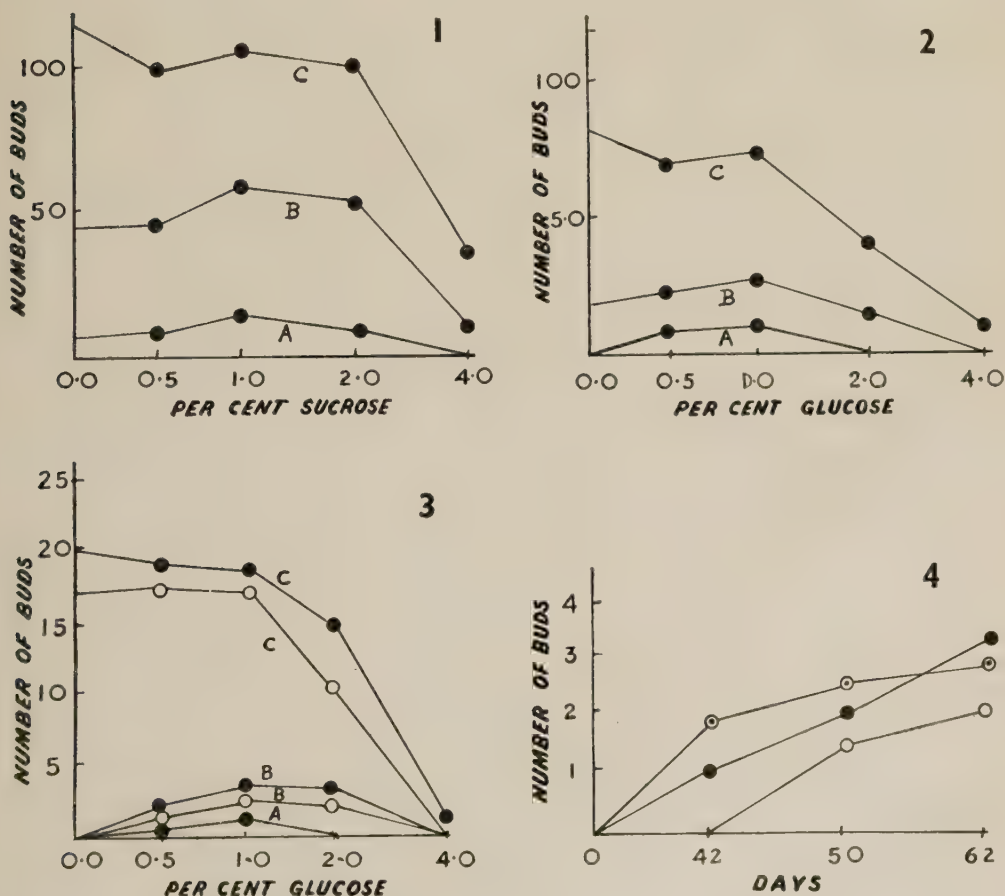 1
NUMBER OF BUDS
100
50
C
B
A
0.0 0.5 1.0 2.0 4.0
PER CENT SUCROSE
2
NUMBER OF BUDS
100
5.0
C
B
A
0.0 0.5 D.0 2.0 4.0
PER CENT GLUCOSE
3
NUMBER OF BUDS
25
20
15
10
5
C
C
B
B
A
0.0 0.5 1.0 2.0 4.0
PER CENT GLUCOSE
4
NUMBER OF BUDS
4
3
2
1
0 42 50 62
DAYS